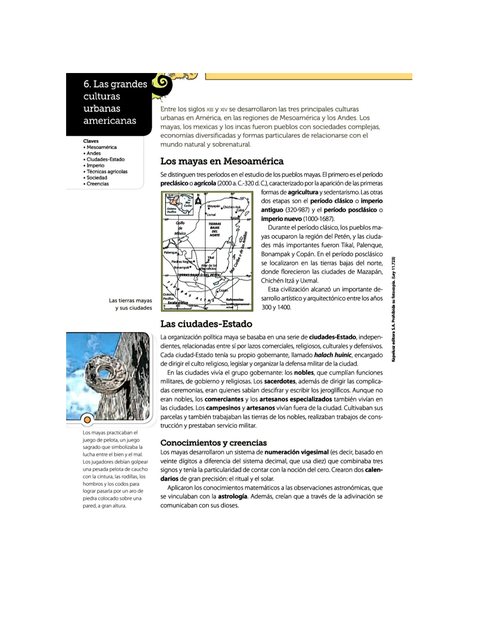 6. Las grandes
culturas
urbanas
americanas
Claves
• Mesoamérica
• Andes
• Ciudades-Estado
• Imperio
• Técnicas agrícolas
• Sociedad
• Creencias
Entre los siglos XIII y XIV se desarrollaron las tres principales culturas
urbanas en América, en las regiones de Mesoamérica y los Andes. Los
mayas, los mexicas y los incas fueron pueblos con sociedades complejas,
economías diversificadas y formas particulares de relacionarse con el
mundo natural y sobrenatural.
Los mayas en Mesoamérica
Se distinguen tres períodos en el estudio de los pueblos mayas. El primero es el período
preclásico o agrícola (2000 a. C.-320 d. C.), caracterizado por la aparición de las primeras
formas de agricultura y sedentarismo. Las otras
dos etapas son el período clásico o imperio
antiguo (320-987) y el período posclásico o
imperio nuevo (1000-1687).
Durante el período clásico, los pueblos ma-
yas ocuparon la región del Petén, y las ciuda-
des más importantes fueron Tikal, Palenque,
Bonampak y Copán. En el período posclásico
se localizaron en las tierras bajas del norte,
donde florecieron las ciudades de Mazapán,
Chichén Itzá y Uxmal.
Esta civilización alcanzó un importante de-
sarrollo artístico y arquitectónico entre los años
300 y 1400.
Golfo
de
México
TIERRAS
BAJAS DEL
NORTE
Palenque
Tikal
Las tierras mayas
y sus ciudades
Las ciudades-Estado
La organización política maya se basaba en una serie de ciudades-Estado, indepen-
dientes, relacionadas entre sí por lazos comerciales, religiosos, culturales y defensivos.
Cada ciudad-Estado tenía su propio gobernante, llamado halach huinic, encargado
de dirigir el culto religioso, legislar y organizar la defensa militar de la ciudad.
En las ciudades vivía el grupo gobernante: los nobles, que cumplían funciones
militares, de gobierno y religiosas. Los sacerdotes, además de dirigir las complica-
das ceremonias, eran quienes sabían descifrar y escribir los jeroglíficos. Aunque no
eran nobles, los comerciantes y los artesanos especializados también vivían en
las ciudades. Los campesinos y artesanos vivían fuera de la ciudad. Cultivaban sus
parcelas y también trabajaban las tierras de los nobles, realizaban trabajos de cons-
trucción y prestaban servicio militar.
Conocimientos y creencias
Los mayas desarrollaron un sistema de numeración vigesimal (es decir, basado en
veinte dígitos a diferencia del sistema decimal, que usa diez) que combinaba tres
signos y tenía la particularidad de contar con la noción del cero. Crearon dos calen-
darios de gran precisión: el ritual y el solar.
Aplicaron los conocimientos matemáticos a las observaciones astronómicas, que
se vinculaban con la astrología. Además, creían que a través de la adivinación se
comunicaban con sus dioses.
Los mayas practicaban el
juego de pelota, un juego
sagrado que simbolizaba la
lucha entre el bien y el mal.
Los jugadores debían golpear
una pesada pelota de caucho
con la cintura, las rodillas, los
hombros y los codos para
lograr pasarla por un aro de
piedra colocado sobre una
pared, a gran altura.
Kapelusz editora S.A. Prohibida su fotocopia. (Ley 11.723)